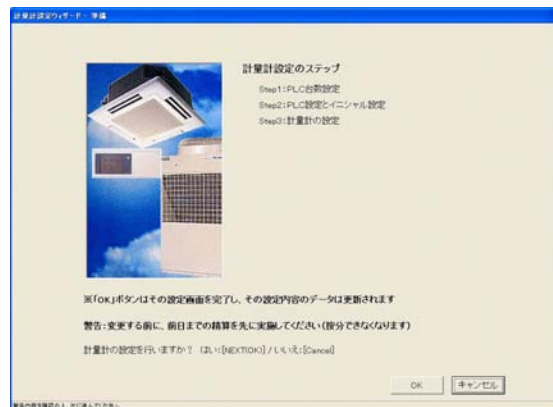 計量計設定ウィザード - 準備
計量計設定のステップ
Step1:PLC台数設定
Step2:PLC設定とイニシャル設定
Step3:計量計の設定
※「OK」ボタンはその設定画面を完了し、その設定内容のデータは更新されます
警告:変更する前に、前日までの精算を先に実施してください(按分できなくなります)
計量計の設定を行いますか? はい:[NEXT(OK)] / いいえ:[Cancel]
OK
キャンセル